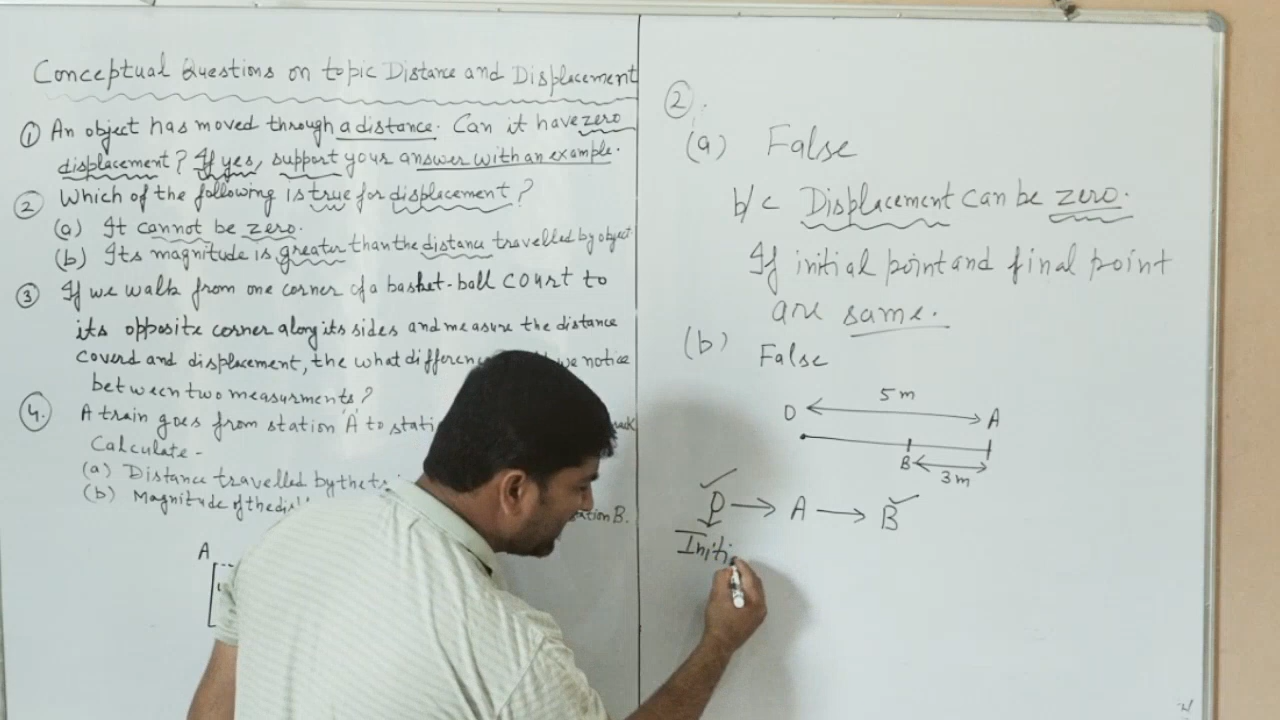 Conceptual Questions on topic Distance and Displacement
① An object has moved through a distance. Can it have zero
displacement? If yes, support your answer with an example.
② Which of the following is true for displacement?
(a) It cannot be zero.
(b) Its magnitude is greater than the distance travelled by object.
③ If we walk from one corner of a basket-ball court to
its opposite corner along its sides and measure the distance
coverd and displacement, the what differen we notice
between two measurments?
④. A train goes from station 'A' to stati
Calculate -
(a) Distance travelled by the t
(b) Magnitude of the dis tion B.
A
②.
(a) False
b/c Displacement can be zero.
If initial point and final point
are same.
(b) False
5 m
O A
B
3 m
O → A → B
Initi